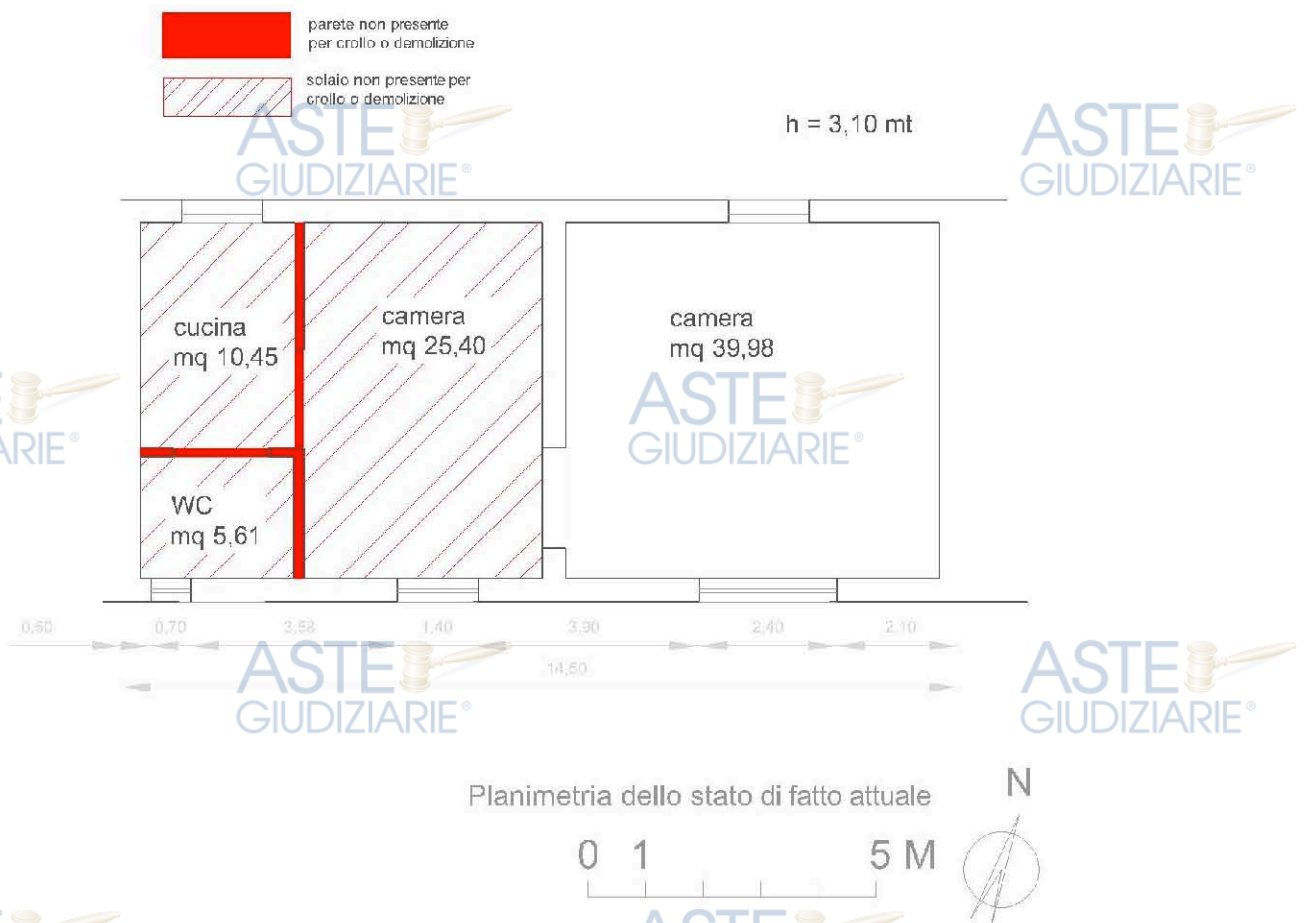 parete non presente
per crollo o demolizione
solaio non presente per
crollo o demolizione
h = 3,10 mt
ASTE
GIUDIZIARIE®
ASTE
GIUDIZIARIE®
cucina
mq 10,45
camera
mq 25,40
camera
mq 39,98
ARIE®
ASTE
GIUDIZIARIE®
WC
mq 5,61
0,60 0,70 3,58 1,40 3,90 2,40 2,10
14,60
ASTE
GIUDIZIARIE®
ASTE
GIUDIZIARIE®
Planimetria dello stato di fatto attuale
N
0 1 5 M
ASTE